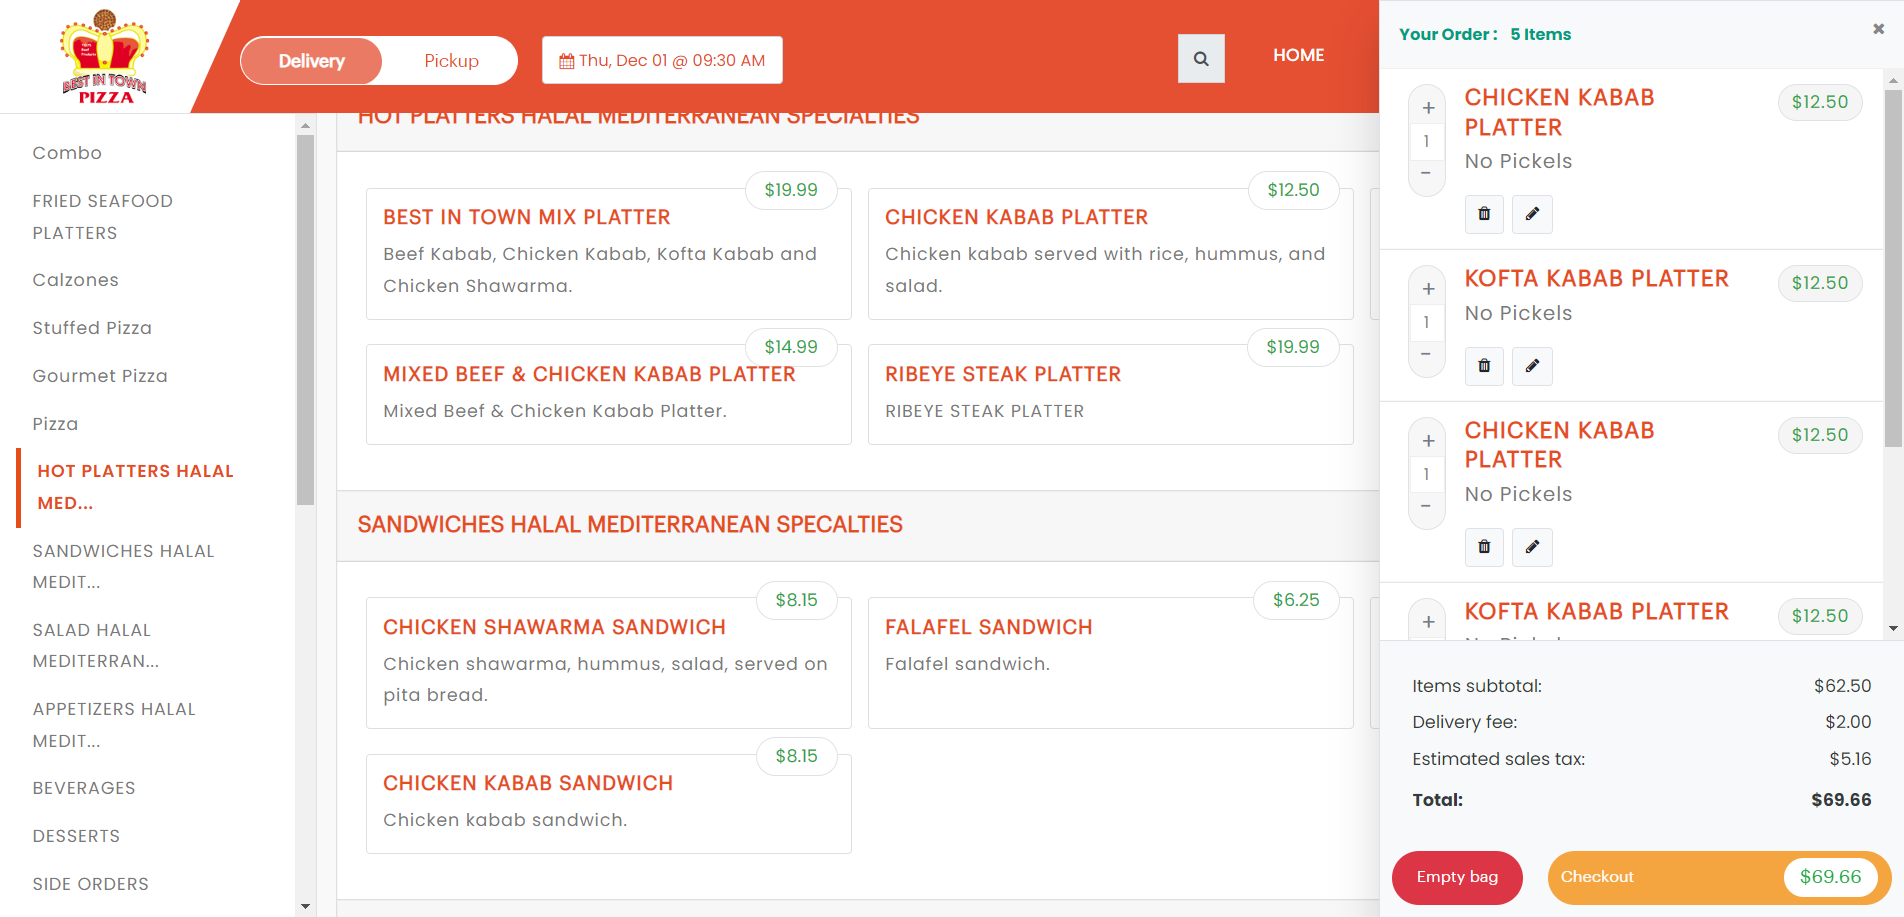 BEST IN TOWN
PIZZA
Delivery
Pickup
Thu, Dec 01 @ 09:30 AM
HOME
Combo
FRIED SEAFOOD
PLATTERS
Calzones
Stuffed Pizza
Gourmet Pizza
Pizza
HOT PLATTERS HALAL
MED...
SANDWICHES HALAL
MEDIT...
SALAD HALAL
MEDITERRAN...
APPETIZERS HALAL
MEDIT...
BEVERAGES
DESSERTS
SIDE ORDERS
HOT PLATTERS HALAL MEDITERRANEAN SPECIALTIES
$19.99
BEST IN TOWN MIX PLATTER
Beef Kabab, Chicken Kabab, Kofta Kabab and
Chicken Shawarma.
$12.50
CHICKEN KABAB PLATTER
Chicken kabab served with rice, hummus, and
salad.
$14.99
MIXED BEEF & CHICKEN KABAB PLATTER
Mixed Beef & Chicken Kabab Platter.
$19.99
RIBEYE STEAK PLATTER
RIBEYE STEAK PLATTER
SANDWICHES HALAL MEDITERRANEAN SPECALTIES
$8.15
CHICKEN SHAWARMA SANDWICH
Chicken shawarma, hummus, salad, served on
pita bread.
$6.25
FALAFEL SANDWICH
Falafel sandwich.
$8.15
CHICKEN KABAB SANDWICH
Chicken kabab sandwich.
Your Order : 5 Items
+
1
-
CHICKEN KABAB
PLATTER
$12.50
No Pickels
+
1
-
KOFTA KABAB PLATTER
$12.50
No Pickels
+
1
-
CHICKEN KABAB
PLATTER
$12.50
No Pickels
+
KOFTA KABAB PLATTER
$12.50
Items subtotal: $62.50
Delivery fee: $2.00
Estimated sales tax: $5.16
Total: $69.66
Empty bag
Checkout $69.66